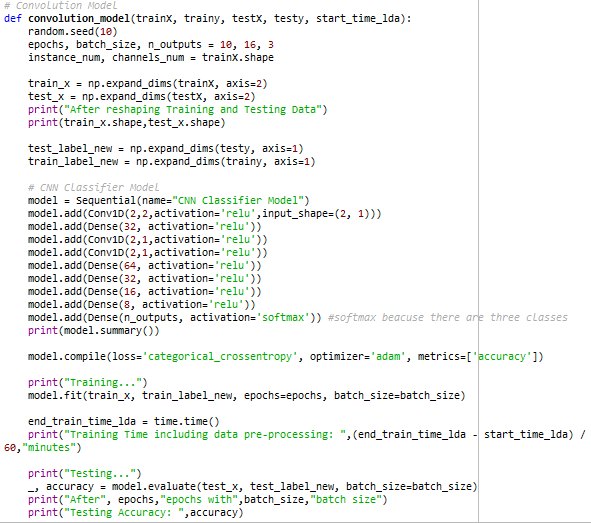 # Convolution Model
def convolution_model(trainX, trainy, testX, testy, start_time_lda):
    random.seed(10)
    epochs, batch_size, n_outputs = 10, 16, 3
    instance_num, channels_num = trainX.shape

    train_x = np.expand_dims(trainX, axis=2)
    test_x = np.expand_dims(testX, axis=2)
    print("After reshaping Training and Testing Data")
    print(train_x.shape,test_x.shape)

    test_label_new = np.expand_dims(testy, axis=1)
    train_label_new = np.expand_dims(trainy, axis=1)

    # CNN Classifier Model
    model = Sequential(name="CNN Classifier Model")
    model.add(Conv1D(2,2,activation='relu',input_shape=(2, 1)))
    model.add(Dense(32, activation='relu'))
    model.add(Conv1D(2,1,activation='relu'))
    model.add(Conv1D(2,1,activation='relu'))
    model.add(Dense(64, activation='relu'))
    model.add(Dense(32, activation='relu'))
    model.add(Dense(16, activation='relu'))
    model.add(Dense(8, activation='relu'))
    model.add(Dense(n_outputs, activation='softmax')) #softmax beacuse there are three classes
    print(model.summary())

    model.compile(loss='categorical_crossentropy', optimizer='adam', metrics=['accuracy'])

    print("Training...")
    model.fit(train_x, train_label_new, epochs=epochs, batch_size=batch_size)

    end_train_time_lda = time.time()
    print("Training Time including data pre-processing: ",(end_train_time_lda - start_time_lda) /
60,"minutes")

    print("Testing...")
    _, accuracy = model.evaluate(test_x, test_label_new, batch_size=batch_size)
    print("After", epochs,"epochs with",batch_size,"batch size")
    print("Testing Accuracy: ",accuracy)